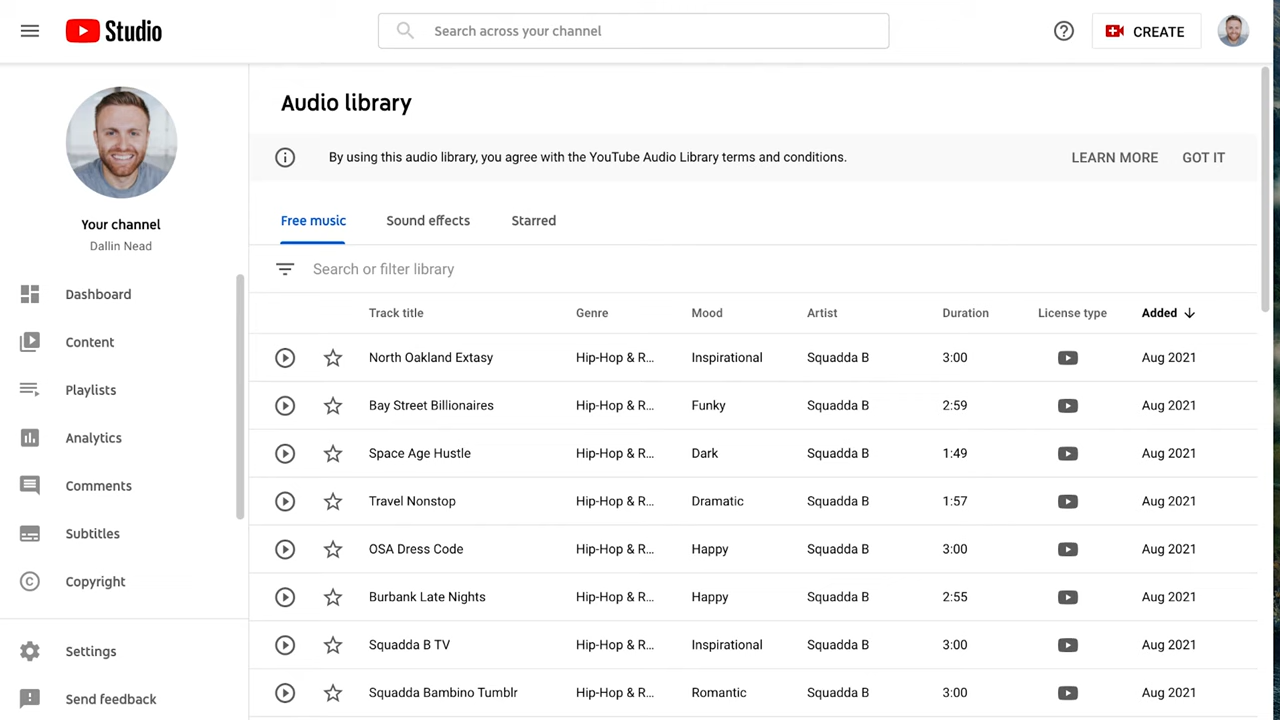 Studio
Search across your channel
CREATE
Your channel
Dallin Nead
Dashboard
Content
Playlists
Analytics
Comments
Subtitles
Copyright
Settings
Send feedback
Audio library
By using this audio library, you agree with the YouTube Audio Library terms and conditions. LEARN MORE GOT IT
Free music Sound effects Starred
Search or filter library
Track title Genre Mood Artist Duration License type Added
North Oakland Extasy Hip-Hop & R... Inspirational Squadda B 3:00 Aug 2021
Bay Street Billionaires Hip-Hop & R... Funky Squadda B 2:59 Aug 2021
Space Age Hustle Hip-Hop & R... Dark Squadda B 1:49 Aug 2021
Travel Nonstop Hip-Hop & R... Dramatic Squadda B 1:57 Aug 2021
OSA Dress Code Hip-Hop & R... Happy Squadda B 3:00 Aug 2021
Burbank Late Nights Hip-Hop & R... Happy Squadda B 2:55 Aug 2021
Squadda B TV Hip-Hop & R... Inspirational Squadda B 3:00 Aug 2021
Squadda Bambino Tumblr Hip-Hop & R... Romantic Squadda B 3:00 Aug 2021